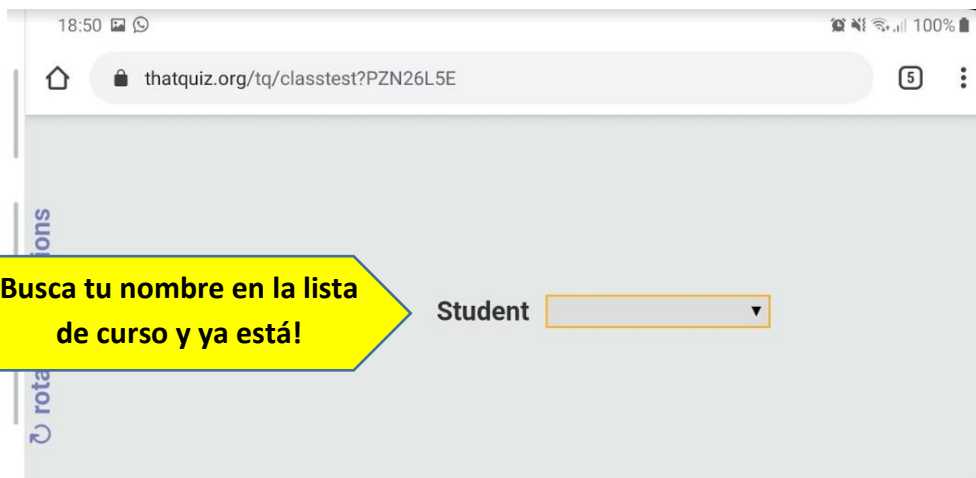 18:50 100%
thatquiz.org/tq/classtest?PZN26L5E 5
Busca tu nombre en la lista
de curso y ya está!
Student